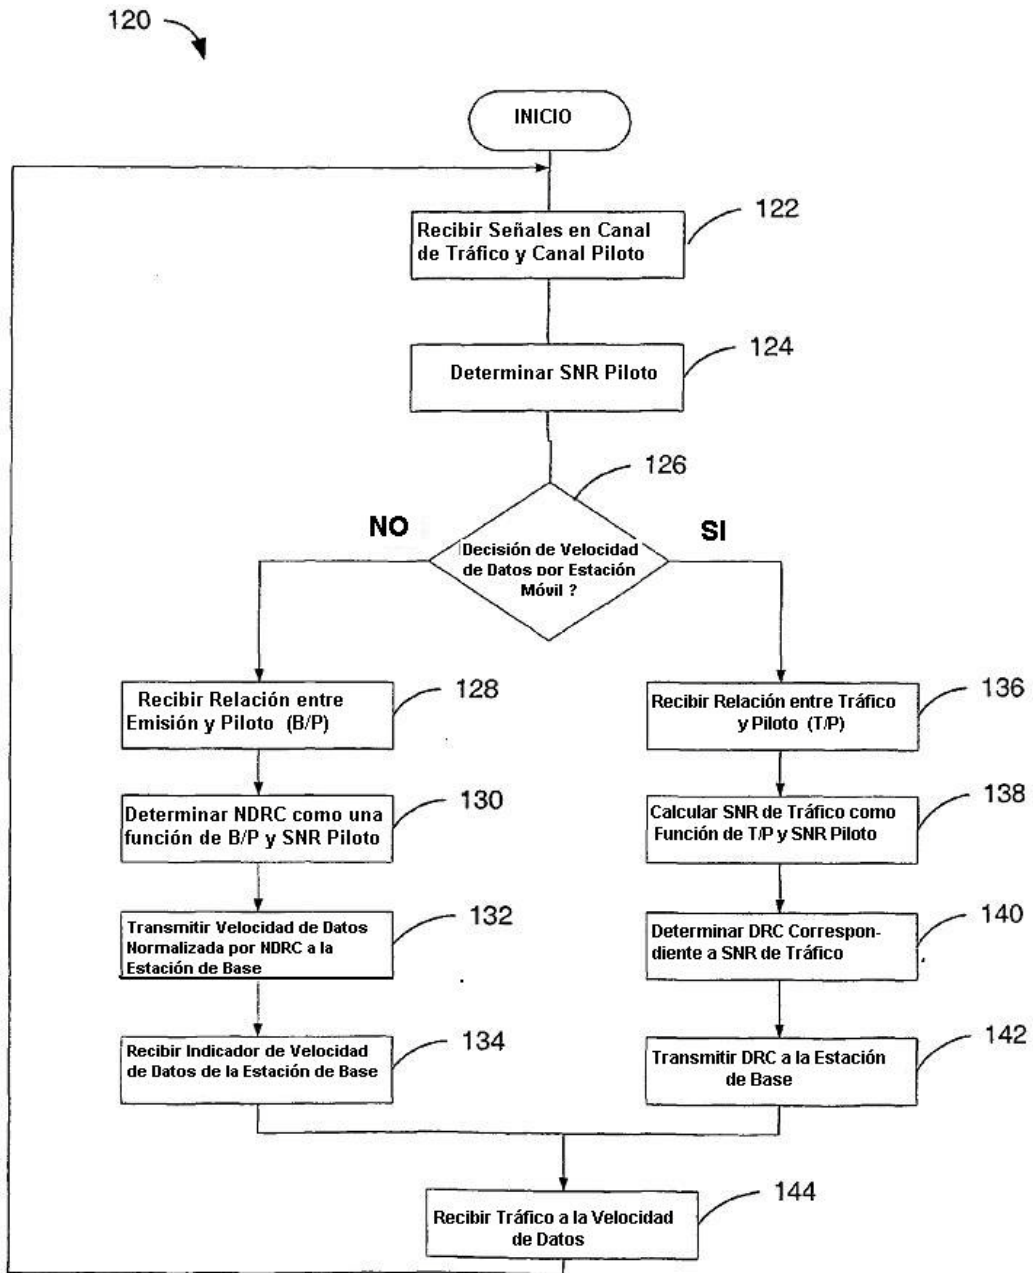 120
INICIO
Recibir Señales en Canal
de Tráfico y Canal Piloto
122
Determinar SNR Piloto
124
126
NO
SI
Decisión de Velocidad
de Datos por Estación
Móvil ?
Recibir Relación entre
Emisión y Piloto (B/P)
128
Determinar NDRC como una
función de B/P y SNR Piloto
130
Transmitir Velocidad de Datos
Normalizada por NDRC a la
Estación de Base
132
Recibir Indicador de Velocidad
de Datos de la Estación de Base
134
Recibir Relación entre Tráfico
y Piloto (T/P)
136
Calcular SNR de Tráfico como
Función de T/P y SNR Piloto
138
Determinar DRC Correspon-
diente a SNR de Tráfico
140
Transmitir DRC a la Estación
de Base
142
Recibir Tráfico a la Velocidad
de Datos
144